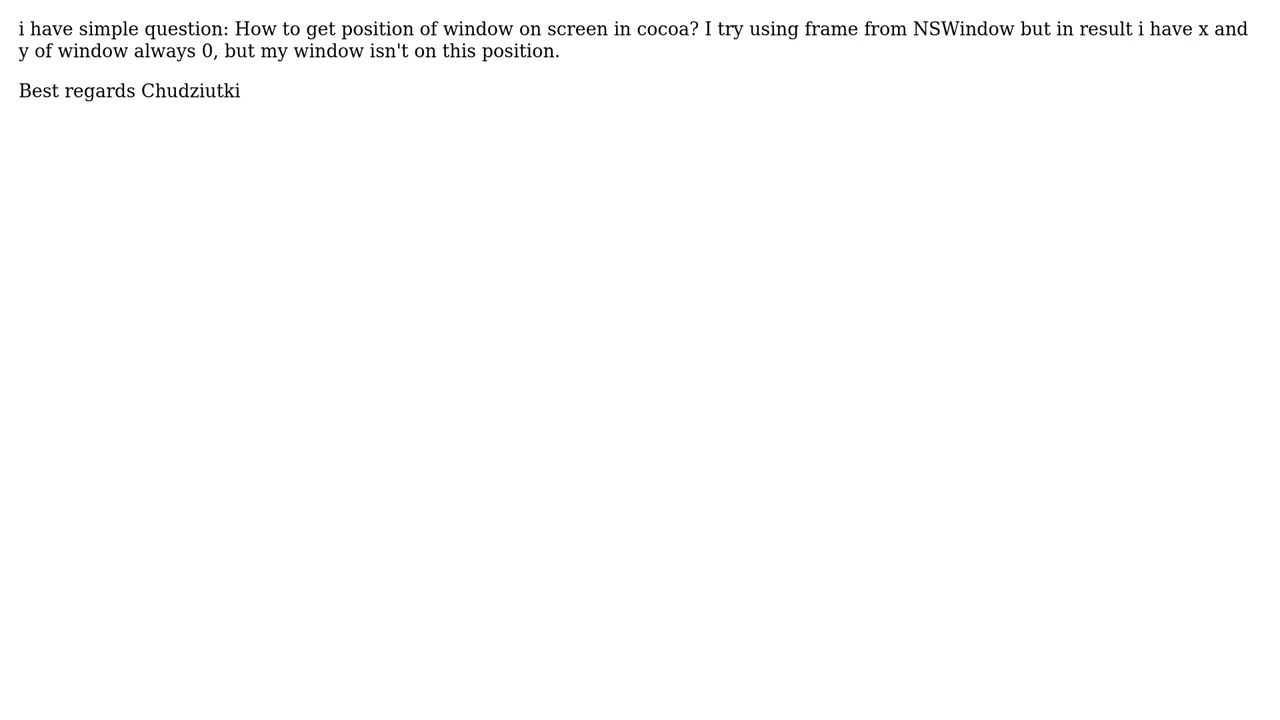 i have simple question: How to get position of window on screen in cocoa? I try using frame from NSWindow but in result i have x and
y of window always 0, but my window isn't on this position.
Best regards Chudziutki